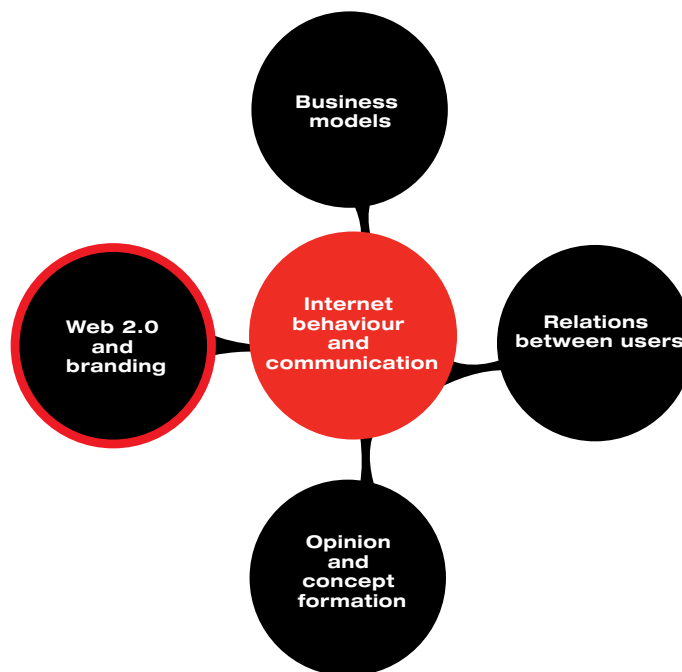 Business
models
Internet
behaviour
and
communication
Web 2.0
and
branding
Relations
between users
Opinion
and
concept
formation